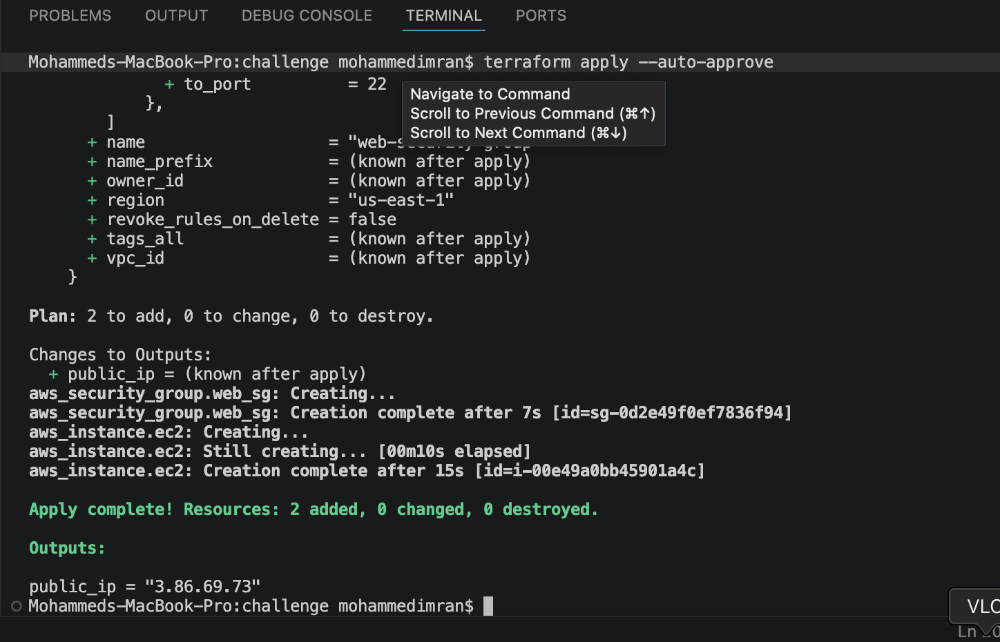 PROBLEMS OUTPUT DEBUG CONSOLE TERMINAL PORTS
Mohammeds-MacBook-Pro:challenge mohammedimran$ terraform apply --auto-approve
+ to_port = 22
},
]
Navigate to Command
Scroll to Previous Command (⌘↑)
Scroll to Next Command (⌘↓)
+ name = "web-security-group"
+ name_prefix = (known after apply)
+ owner_id = (known after apply)
+ region = "us-east-1"
+ revoke_rules_on_delete = false
+ tags_all = (known after apply)
+ vpc_id = (known after apply)
}
Plan: 2 to add, 0 to change, 0 to destroy.
Changes to Outputs:
+ public_ip = (known after apply)
aws_security_group.web_sg: Creating...
aws_security_group.web_sg: Creation complete after 7s [id=sg-0d2e49f0ef7836f94]
aws_instance.ec2: Creating...
aws_instance.ec2: Still creating... [00m10s elapsed]
aws_instance.ec2: Creation complete after 15s [id=i-00e49a0bb45901a4c]
Apply complete! Resources: 2 added, 0 changed, 0 destroyed.
Outputs:
public_ip = "3.86.69.73"
Mohammeds-MacBook-Pro:challenge mohammedimran$
VLC
Ln